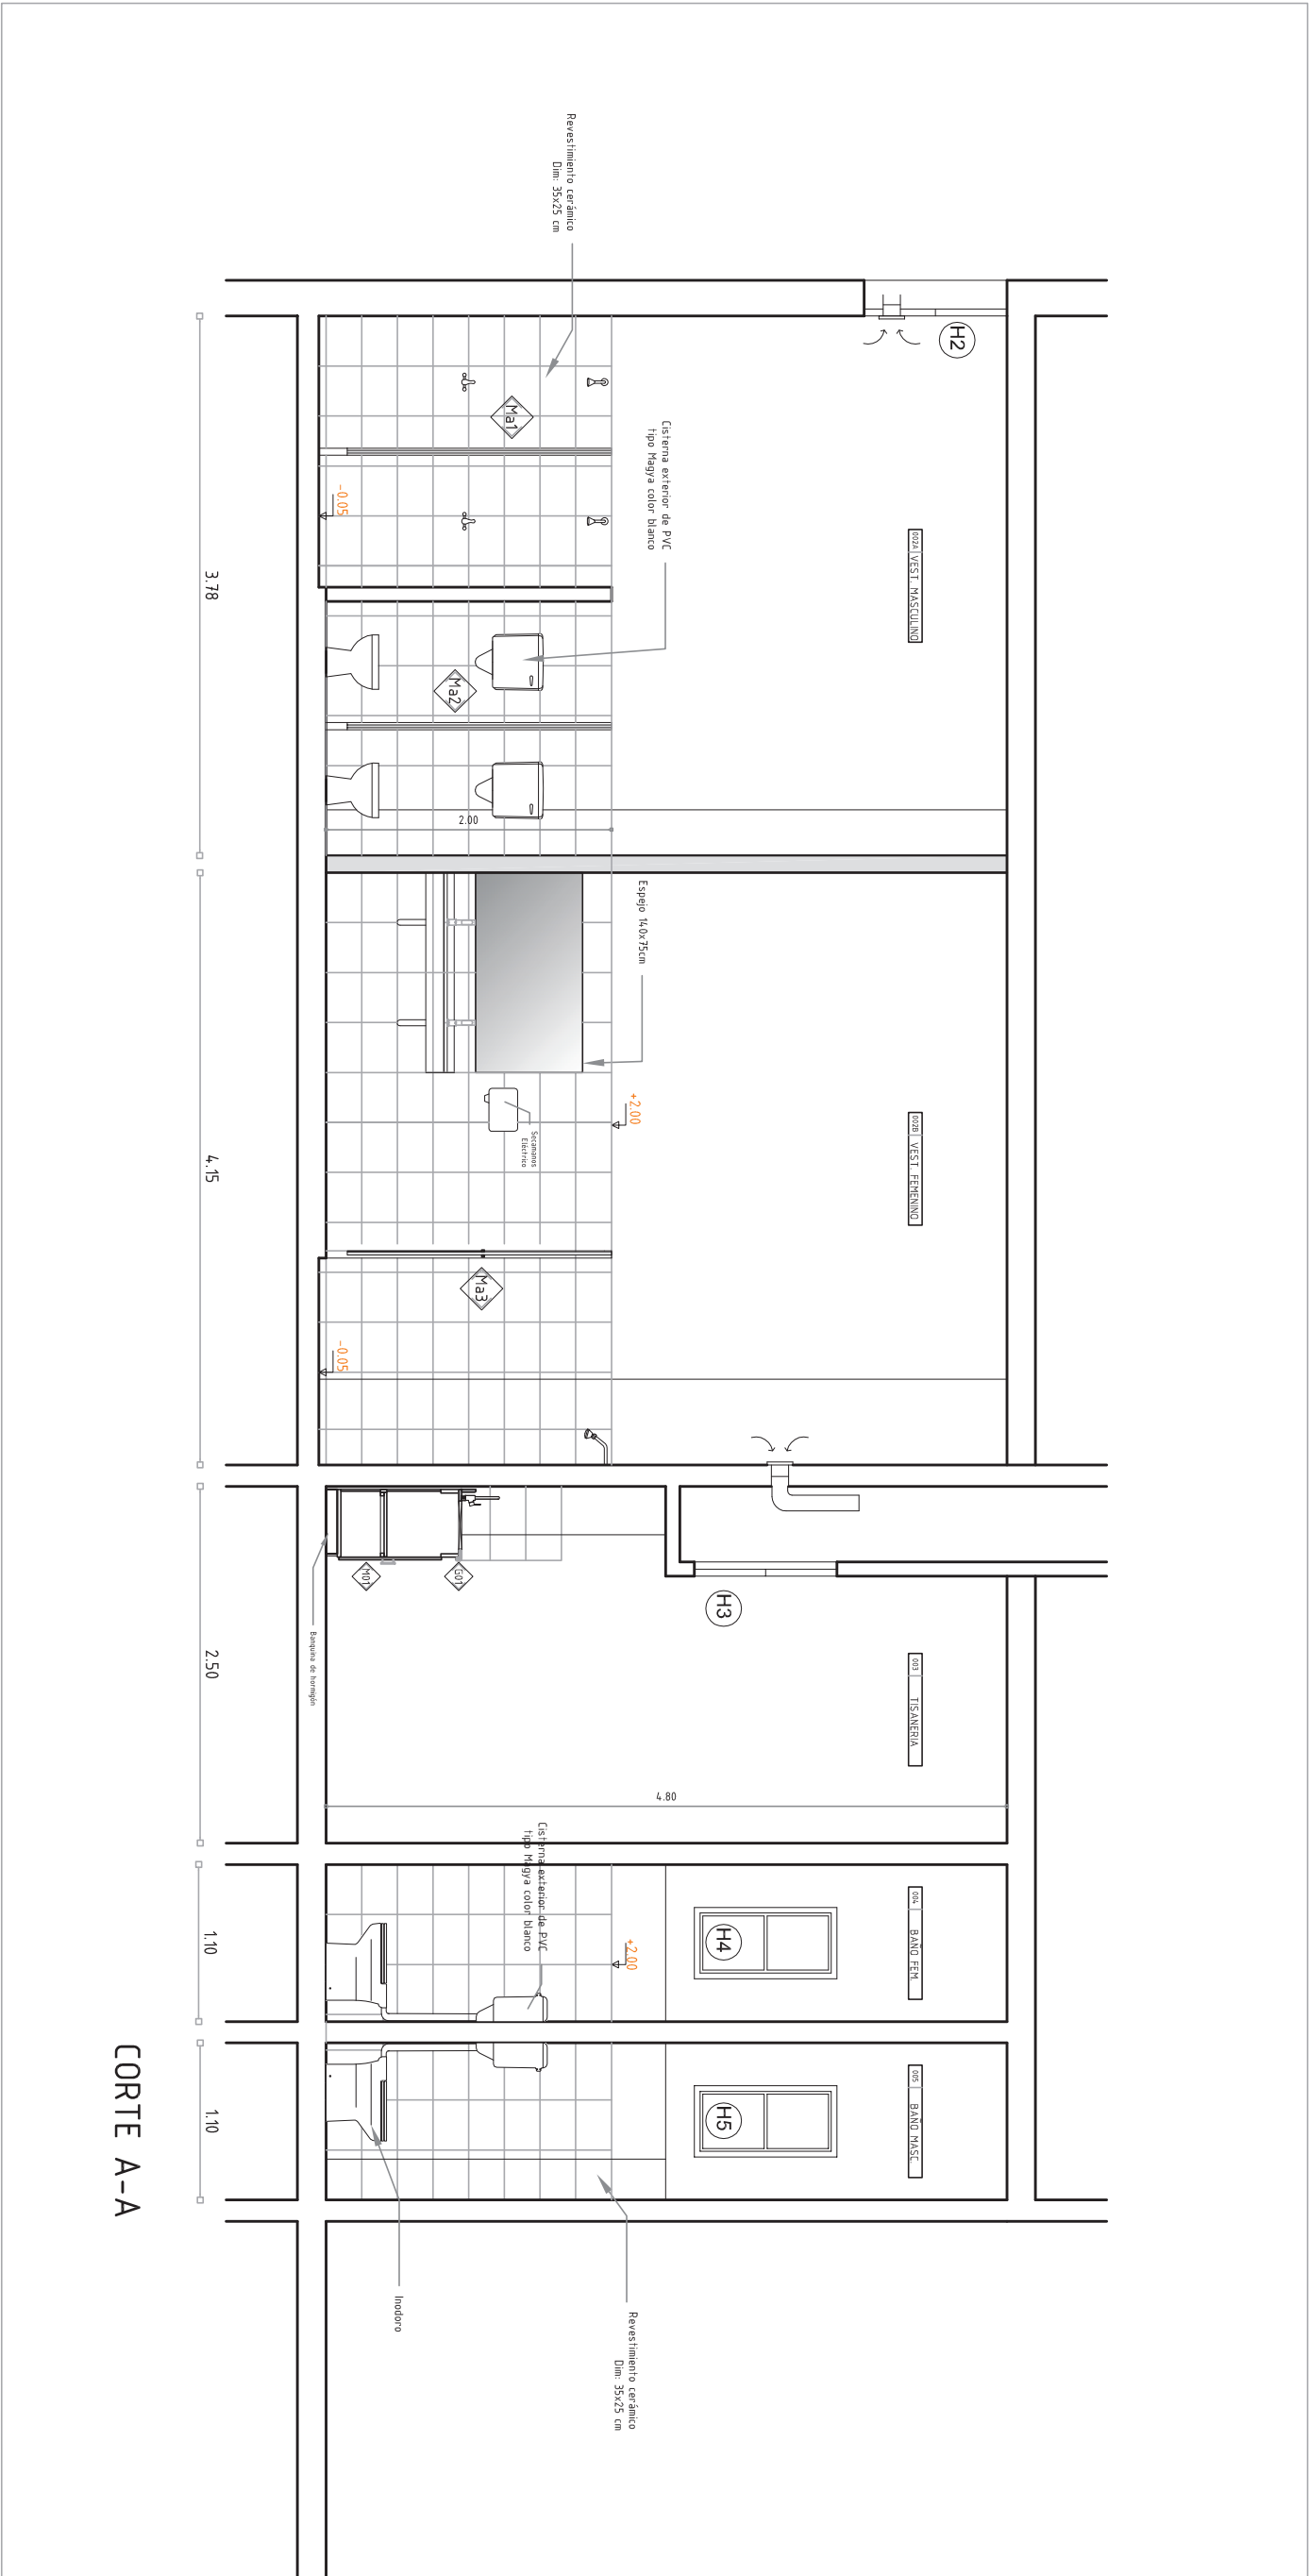 Revestimiento cerámico
Dim: 35x25 cm
H2
Ma1
-0.05
Cisterna exterior de PVC
tipo Magya color blanco
002A VEST. MASCULINO
Ma2
2.00
3.78
Espejo 140x75cm
+2.00
Secamanos
Eléctrico
002B VEST. FEMENINO
Ma3
-0.05
4.15
M01
G01
H3
Banquina de hormigón
003 TISANERIA
2.50
4.80
Cisterna exterior de PVC
tipo Magya color blanco
+2.00
H4
004 BAÑO FEM.
1.10
H5
005 BAÑO MASC.
1.10
Inodoro
Revestimiento cerámico
Dim: 35x25 cm
CORTE A-A